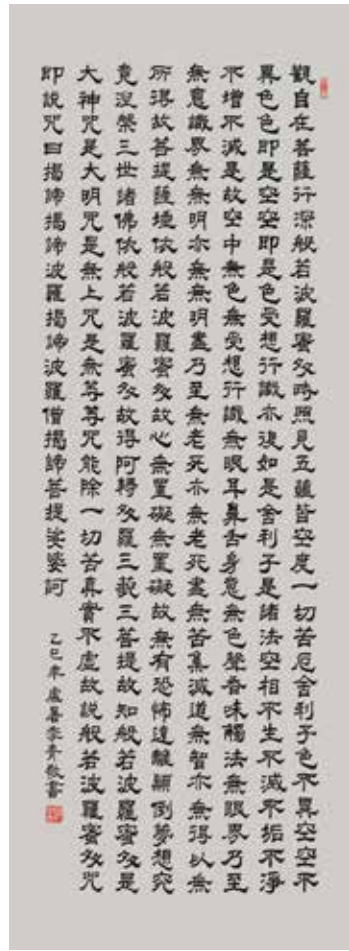 觀自在菩薩行深般若波羅蜜多時照見五蘊皆空度一切苦厄舍利子色不異空空不
異色色即是空空即是色受想行識亦復如是舍利子是諸法空相不生不滅不垢不淨
不增不減是故空中無色無受想行識無眼耳鼻舌身意無色聲香味觸法無眼界乃至
無意識界無無明亦無無明盡乃至無老死亦無老死盡無苦集滅道無智亦無得以無
所得故菩提薩埵依般若波羅蜜多故心無罣礙無罣礙故無有恐怖遠離顛倒夢想究
竟涅槃三世諸佛依般若波羅蜜多故得阿耨多羅三藐三菩提故知般若波羅蜜多是
大神咒是大明咒是無上咒是無等等咒能除一切苦真實不虛故說般若波羅蜜多咒
即說咒曰揭諦揭諦波羅揭諦波羅僧揭諦菩提娑婆訶
乙巳年處暑李青敬書